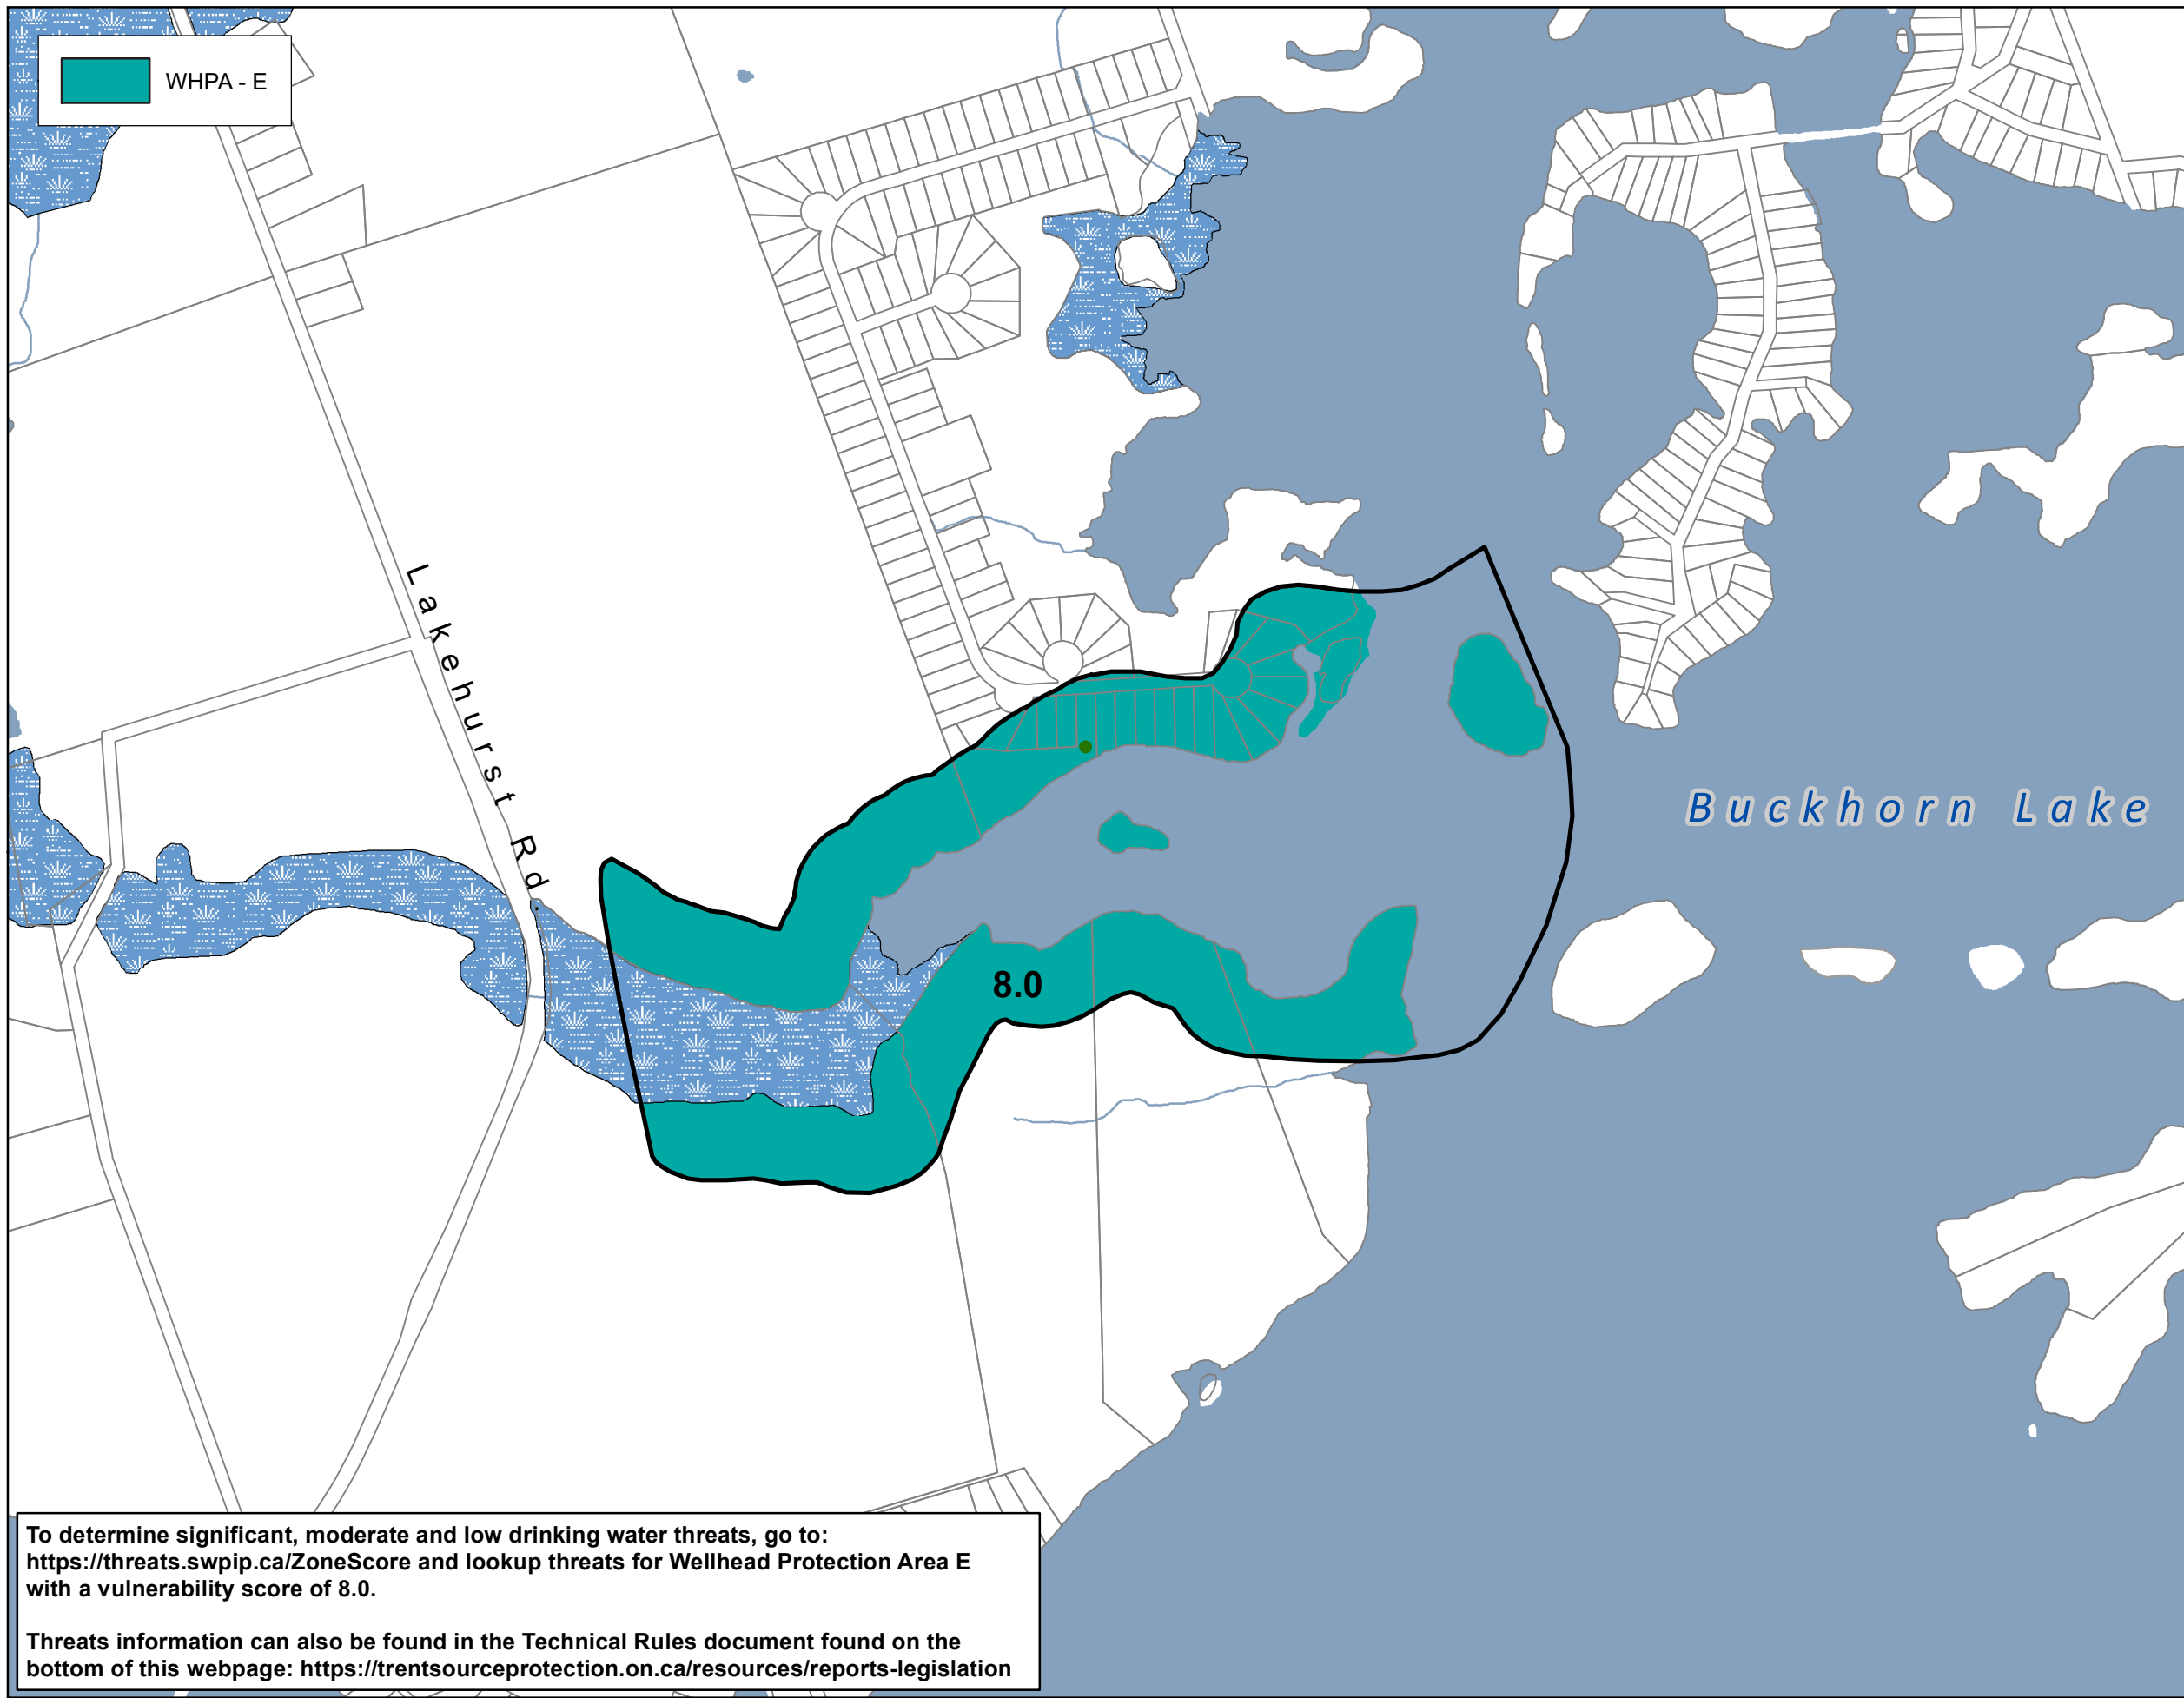 WHPA - E
Lakehurst Rd
Buckhorn Lake
8.0
To determine significant, moderate and low drinking water threats, go to:
https://threats.swpip.ca/ZoneScore and lookup threats for Wellhead Protection Area E
with a vulnerability score of 8.0.
Threats information can also be found in the Technical Rules document found on the
bottom of this webpage: https://trentsourceprotection.on.ca/resources/reports-legislation